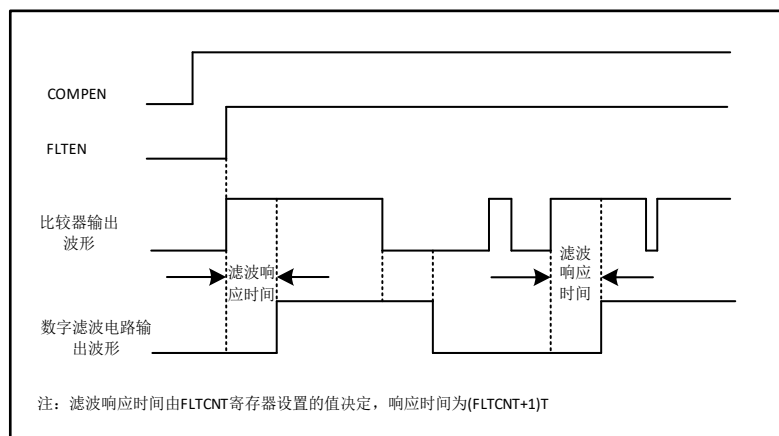 COMPEN
FLTEN
比较器输出
波形
滤波响
应时间
滤波
响应
时间
数字滤波电路输
出波形
注：滤波响应时间由FLTCNT寄存器设置的值决定，响应时间为(FLTCNT+1)T